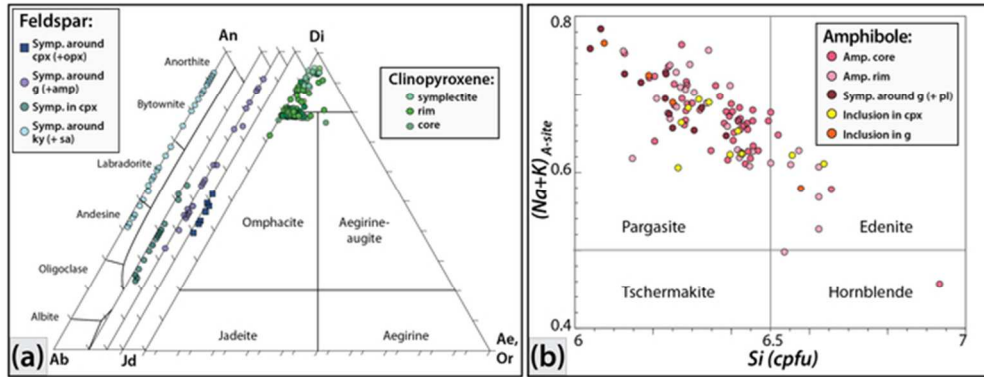 Feldspar:
Symp. around
cpx (+opx)
Symp. around
g (+amp)
Symp. in cpx
Symp. around
ky (+ sa)
An
Di
Anorthite
Bytownite
Labradorite
Andesine
Oligoclase
Albite
Clinopyroxene:
symplectite
rim
core
Omphacite
Aegirine-
augite
Jadeite
Aegirine
(a)
Ab
Jd
Ae,
Or
(Na+K)A-site
0.8
0.6
0.4
Amphibole:
Amp. core
Amp. rim
Symp. around g (+ pl)
Inclusion in cpx
Inclusion in g
Pargasite
Edenite
Tschermakite
Hornblende
(b)
6
6.5
7
Si (cpfu)